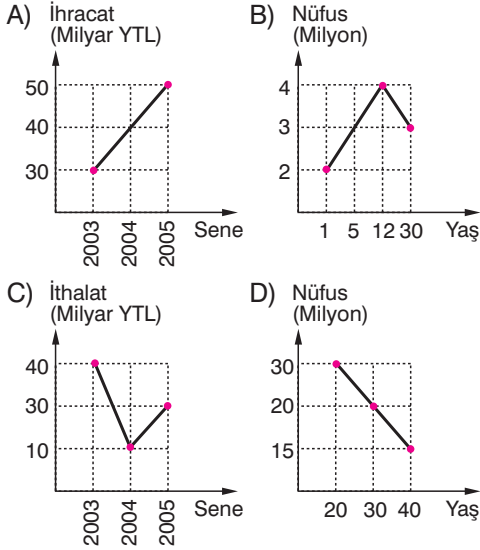 A) İhracat
(Milyar YTL)
50
40
30
2003 2004 2005 Sene
B) Nüfus
(Milyon)
4
3
2
1 5 12 30 Yaş
C) İthalat
(Milyar YTL)
40
30
10
2003 2004 2005 Sene
D) Nüfus
(Milyon)
30
20
15
20 30 40 Yaş